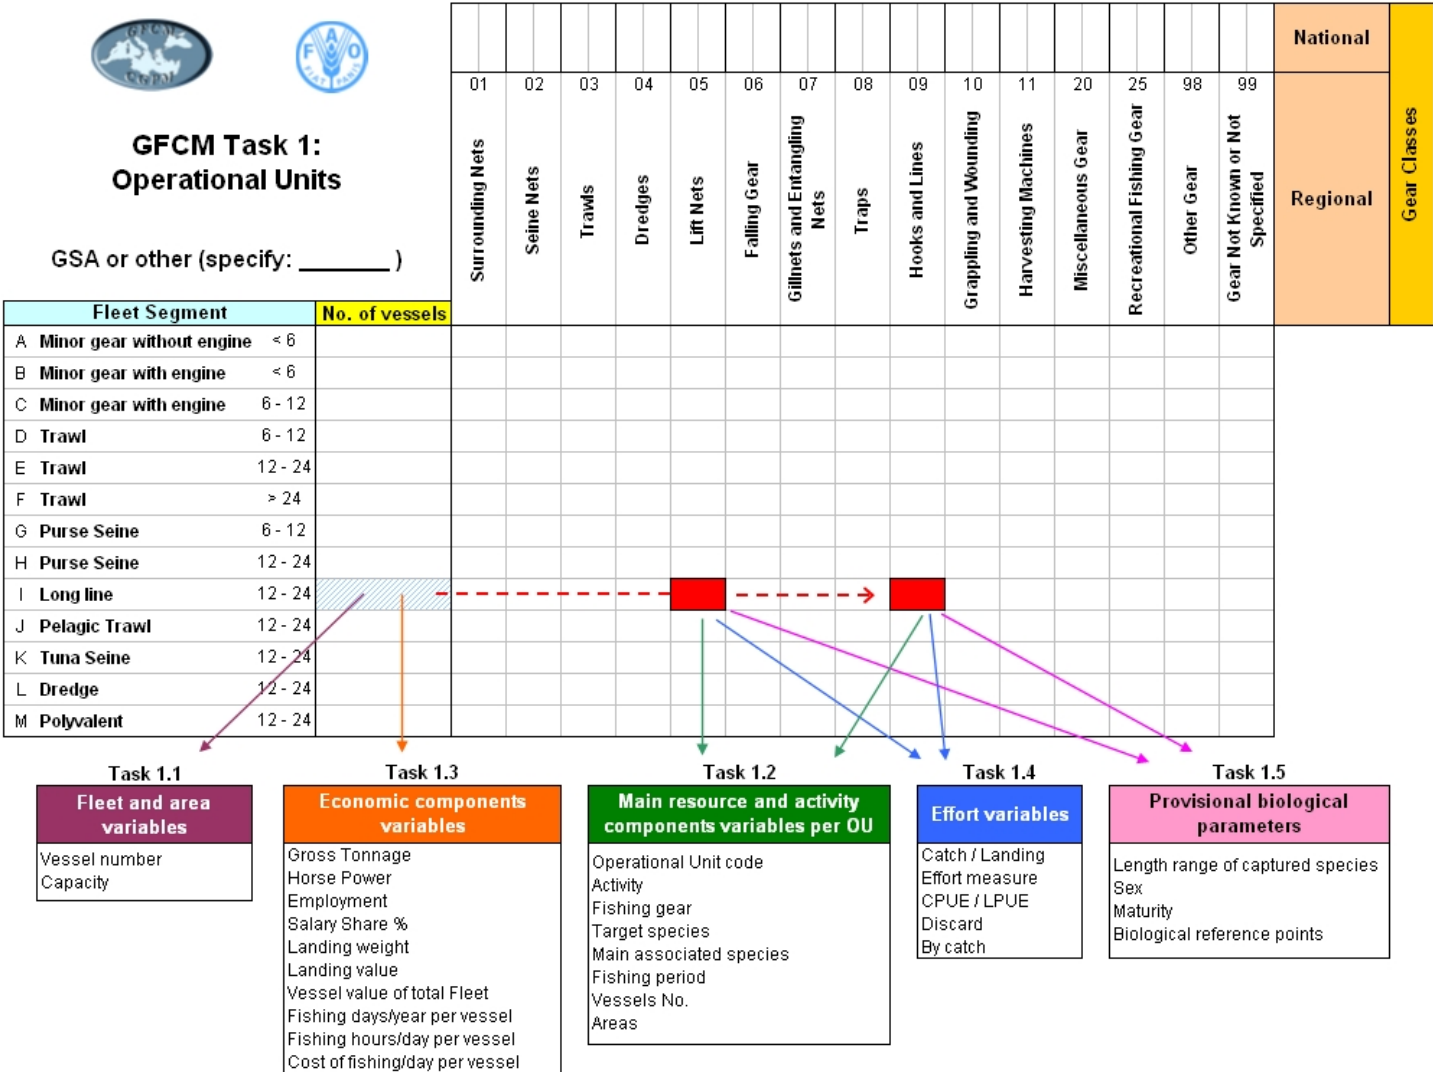 GFCM
CGPM
F A O
FIAT PANIS
GFCM Task 1:
Operational Units
GSA or other (specify: _______ )
National
Regional
Gear Classes
01 02 03 04 05 06 07 08 09 10 11 20 25 98 99
Surrounding Nets
Seine Nets
Trawls
Dredges
Lift Nets
Falling Gear
Gillnets and Entangling
Nets
Traps
Hooks and Lines
Grappling and Wounding
Harvesting Machines
Miscellaneous Gear
Recreational Fishing Gear
Other Gear
Gear Not Known or Not
Specified
Fleet Segment No. of vessels
A Minor gear without engine < 6
B Minor gear with engine < 6
C Minor gear with engine 6 - 12
D Trawl 6 - 12
E Trawl 12 - 24
F Trawl > 24
G Purse Seine 6 - 12
H Purse Seine 12 - 24
I Long line 12 - 24
J Pelagic Trawl 12 - 24
K Tuna Seine 12 - 24
L Dredge 12 - 24
M Polyvalent 12 - 24
Task 1.1
Fleet and area
variables
Vessel number
Capacity
Task 1.3
Economic components
variables
Gross Tonnage
Horse Power
Employment
Salary Share %
Landing weight
Landing value
Vessel value of total Fleet
Fishing days/year per vessel
Fishing hours/day per vessel
Cost of fishing/day per vessel
Task 1.2
Main resource and activity
components variables per OU
Operational Unit code
Activity
Fishing gear
Target species
Main associated species
Fishing period
Vessels No.
Areas
Task 1.4
Effort variables
Catch / Landing
Effort measure
CPUE / LPUE
Discard
By catch
Task 1.5
Provisional biological
parameters
Length range of captured species
Sex
Maturity
Biological reference points